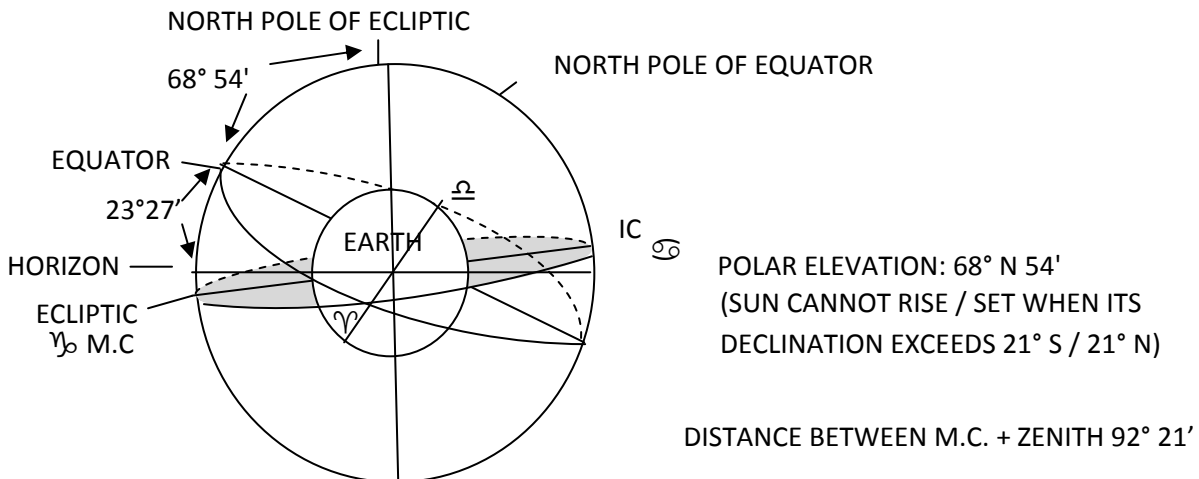 NORTH POLE OF ECLIPTIC
NORTH POLE OF EQUATOR
68° 54'
EQUATOR
23°27’
♎
EARTH
IC ♋
HORIZON
POLAR ELEVATION: 68° N 54'
(SUN CANNOT RISE / SET WHEN ITS
DECLINATION EXCEEDS 21° S / 21° N)
ECLIPTIC
♑ M.C
♈
DISTANCE BETWEEN M.C. + ZENITH 92° 21’